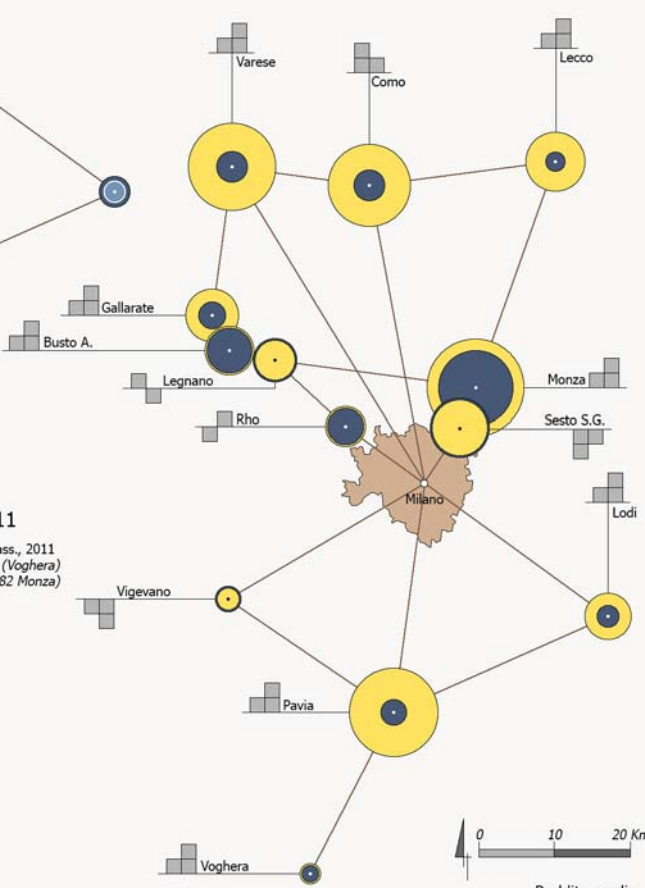 Varese
Como
Lecco
Gallarate
Busto A.
Legnano
Monza
Rho
Sesto S.G.
Milano
Lodi
11
ass., 2011
(Voghera)
82 Monza)
Vigevano
Pavia
Voghera
0 10 20 Km